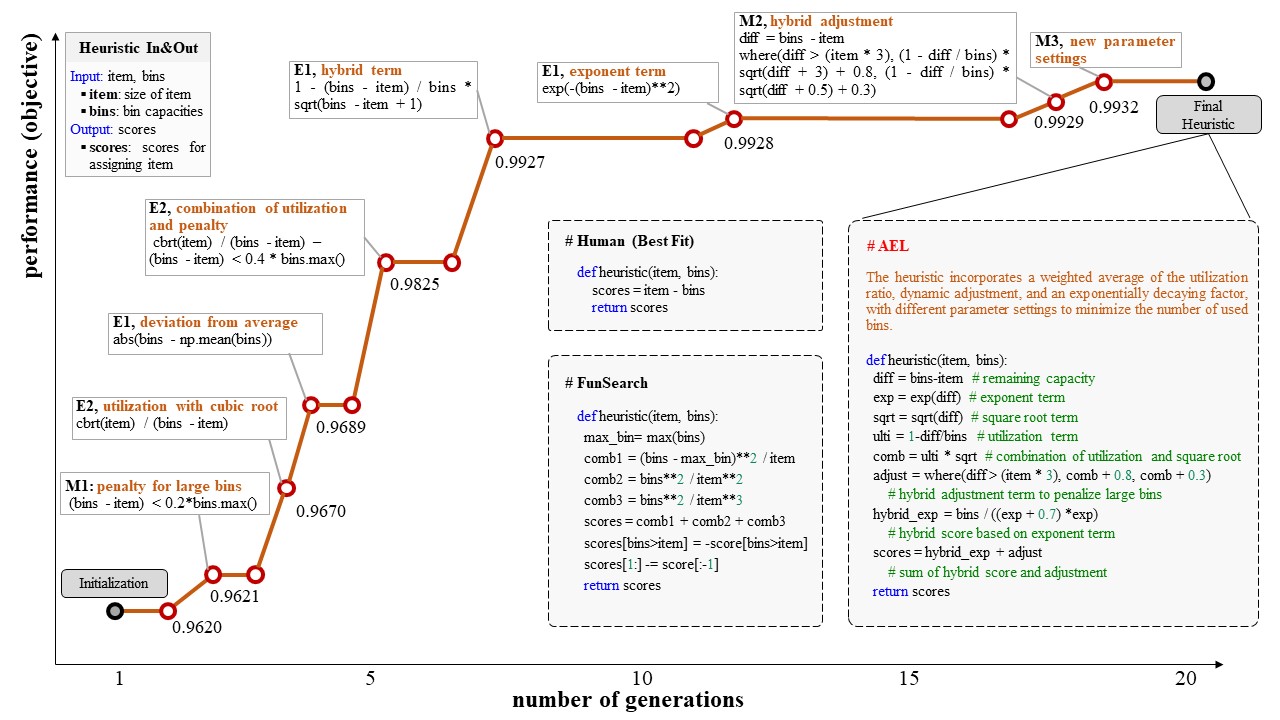 performance (objective)
Heuristic In&Out
Input: item, bins
▪ item: size of item
▪ bins: bin capacities
Output: scores
▪ scores: scores for
assigning item
E1, hybrid term
1 - (bins - item) / bins *
sqrt(bins - item + 1)
E1, exponent term
exp(-(bins - item)**2)
M2, hybrid adjustment
diff = bins - item
where(diff > (item * 3), (1 - diff / bins) *
sqrt(diff + 3) + 0.8, (1 - diff / bins) *
sqrt(diff + 0.5) + 0.3)
M3, new parameter
settings
0.9932
0.9929
0.9928
0.9927
Final
Heuristic
E2, combination of utilization
and penalty
cbrt(item) / (bins - item) –
(bins - item) < 0.4 * bins.max()
0.9825
E1, deviation from average
abs(bins - np.mean(bins))
0.9689
E2, utilization with cubic root
cbrt(item) / (bins - item)
0.9670
M1: penalty for large bins
(bins - item) < 0.2*bins.max()
0.9621
Initialization
0.9620
# Human (Best Fit)
def heuristic(item, bins):
scores = item - bins
return scores
# FunSearch
def heuristic(item, bins):
max_bin= max(bins)
comb1 = (bins - max_bin)**2 / item
comb2 = bins**2 / item**2
comb3 = bins**2 / item**3
scores = comb1 + comb2 + comb3
scores[bins>item] = -score[bins>item]
scores[1:] -= score[:-1]
return scores
# AEL
The heuristic incorporates a weighted average of the utilization
ratio, dynamic adjustment, and an exponentially decaying factor,
with different parameter settings to minimize the number of used
bins.
def heuristic(item, bins):
diff = bins-item # remaining capacity
exp = exp(diff) # exponent term
sqrt = sqrt(diff) # square root term
ulti = 1-diff/bins # utilization term
comb = ulti * sqrt # combination of utilization and square root
adjust = where(diff > (item * 3), comb + 0.8, comb + 0.3)
# hybrid adjustment term to penalize large bins
hybrid_exp = bins / ((exp + 0.7) *exp)
# hybrid score based on exponent term
scores = hybrid_exp + adjust
# sum of hybrid score and adjustment
return scores
1 5 10 15 20
number of generations